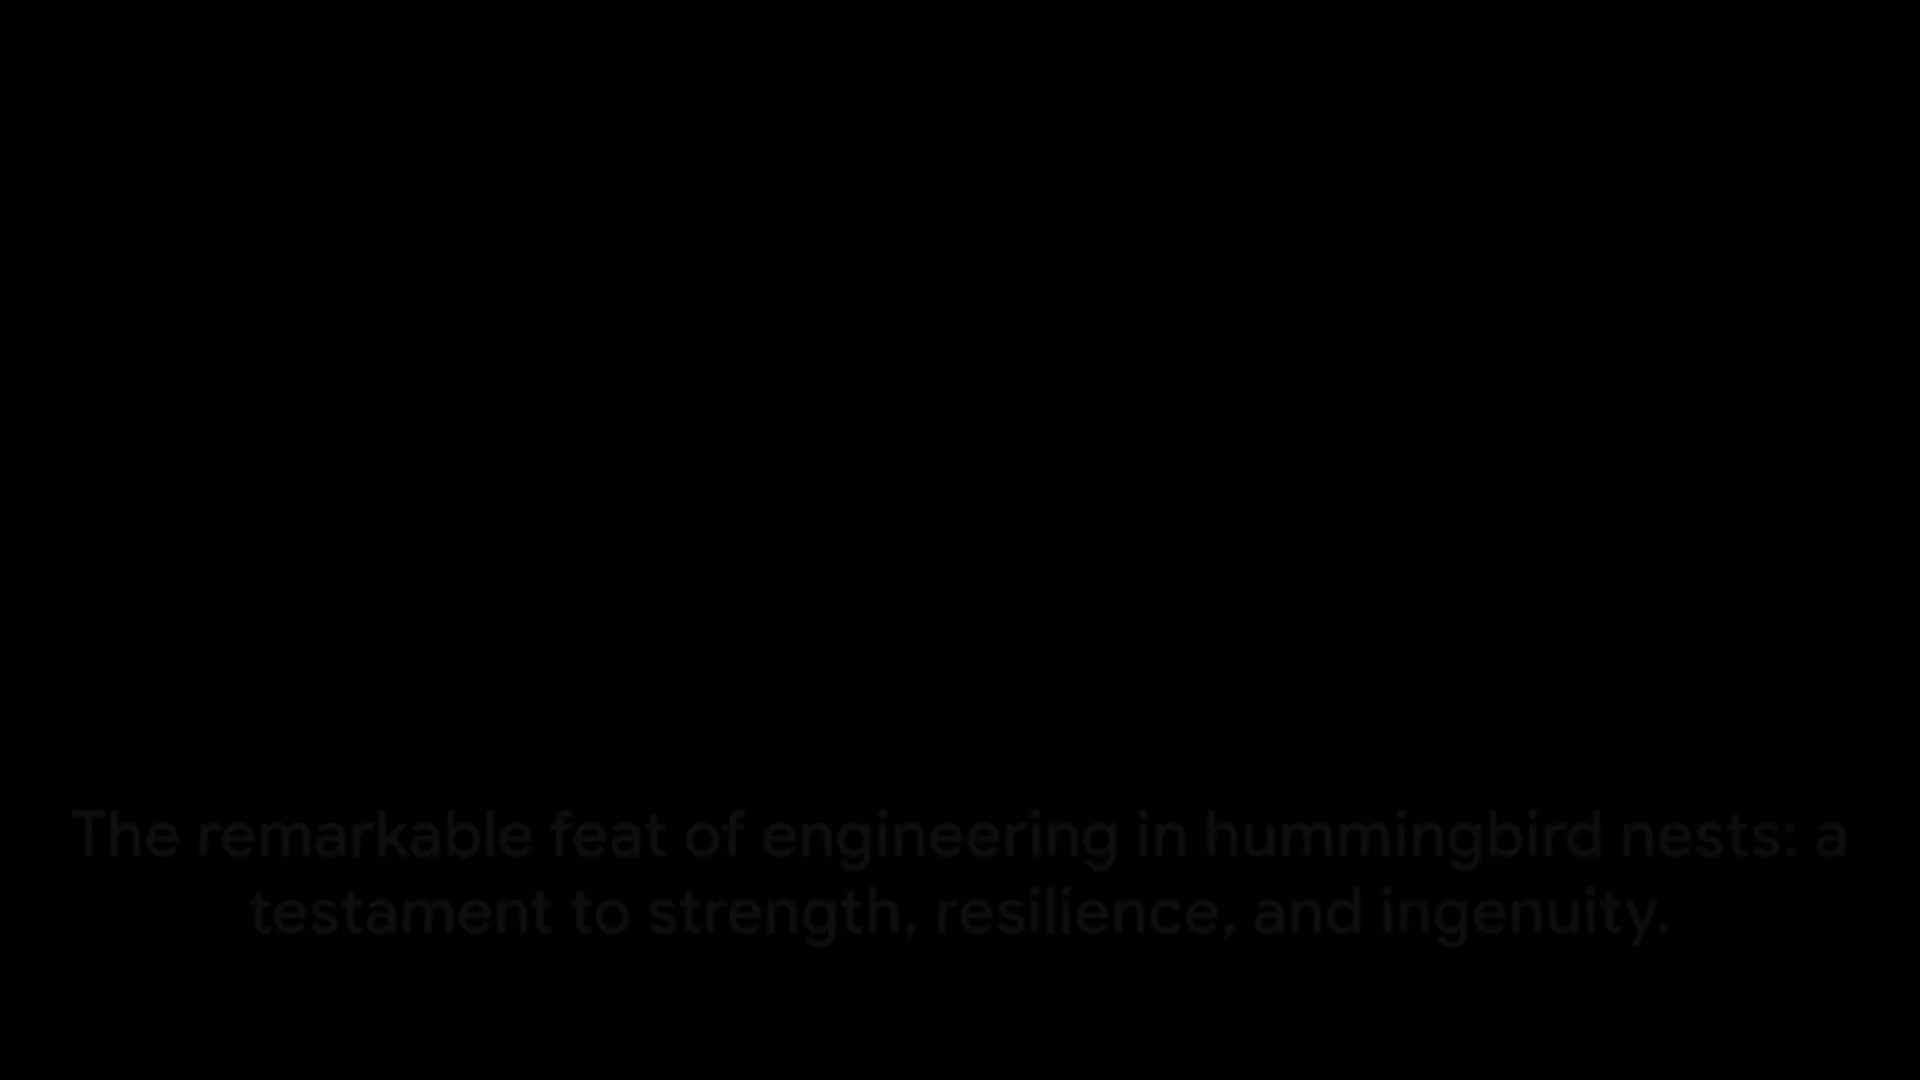 The remarkable feat of engineering in hummingbird nests: a
testament to strength, resilience, and ingenuity.